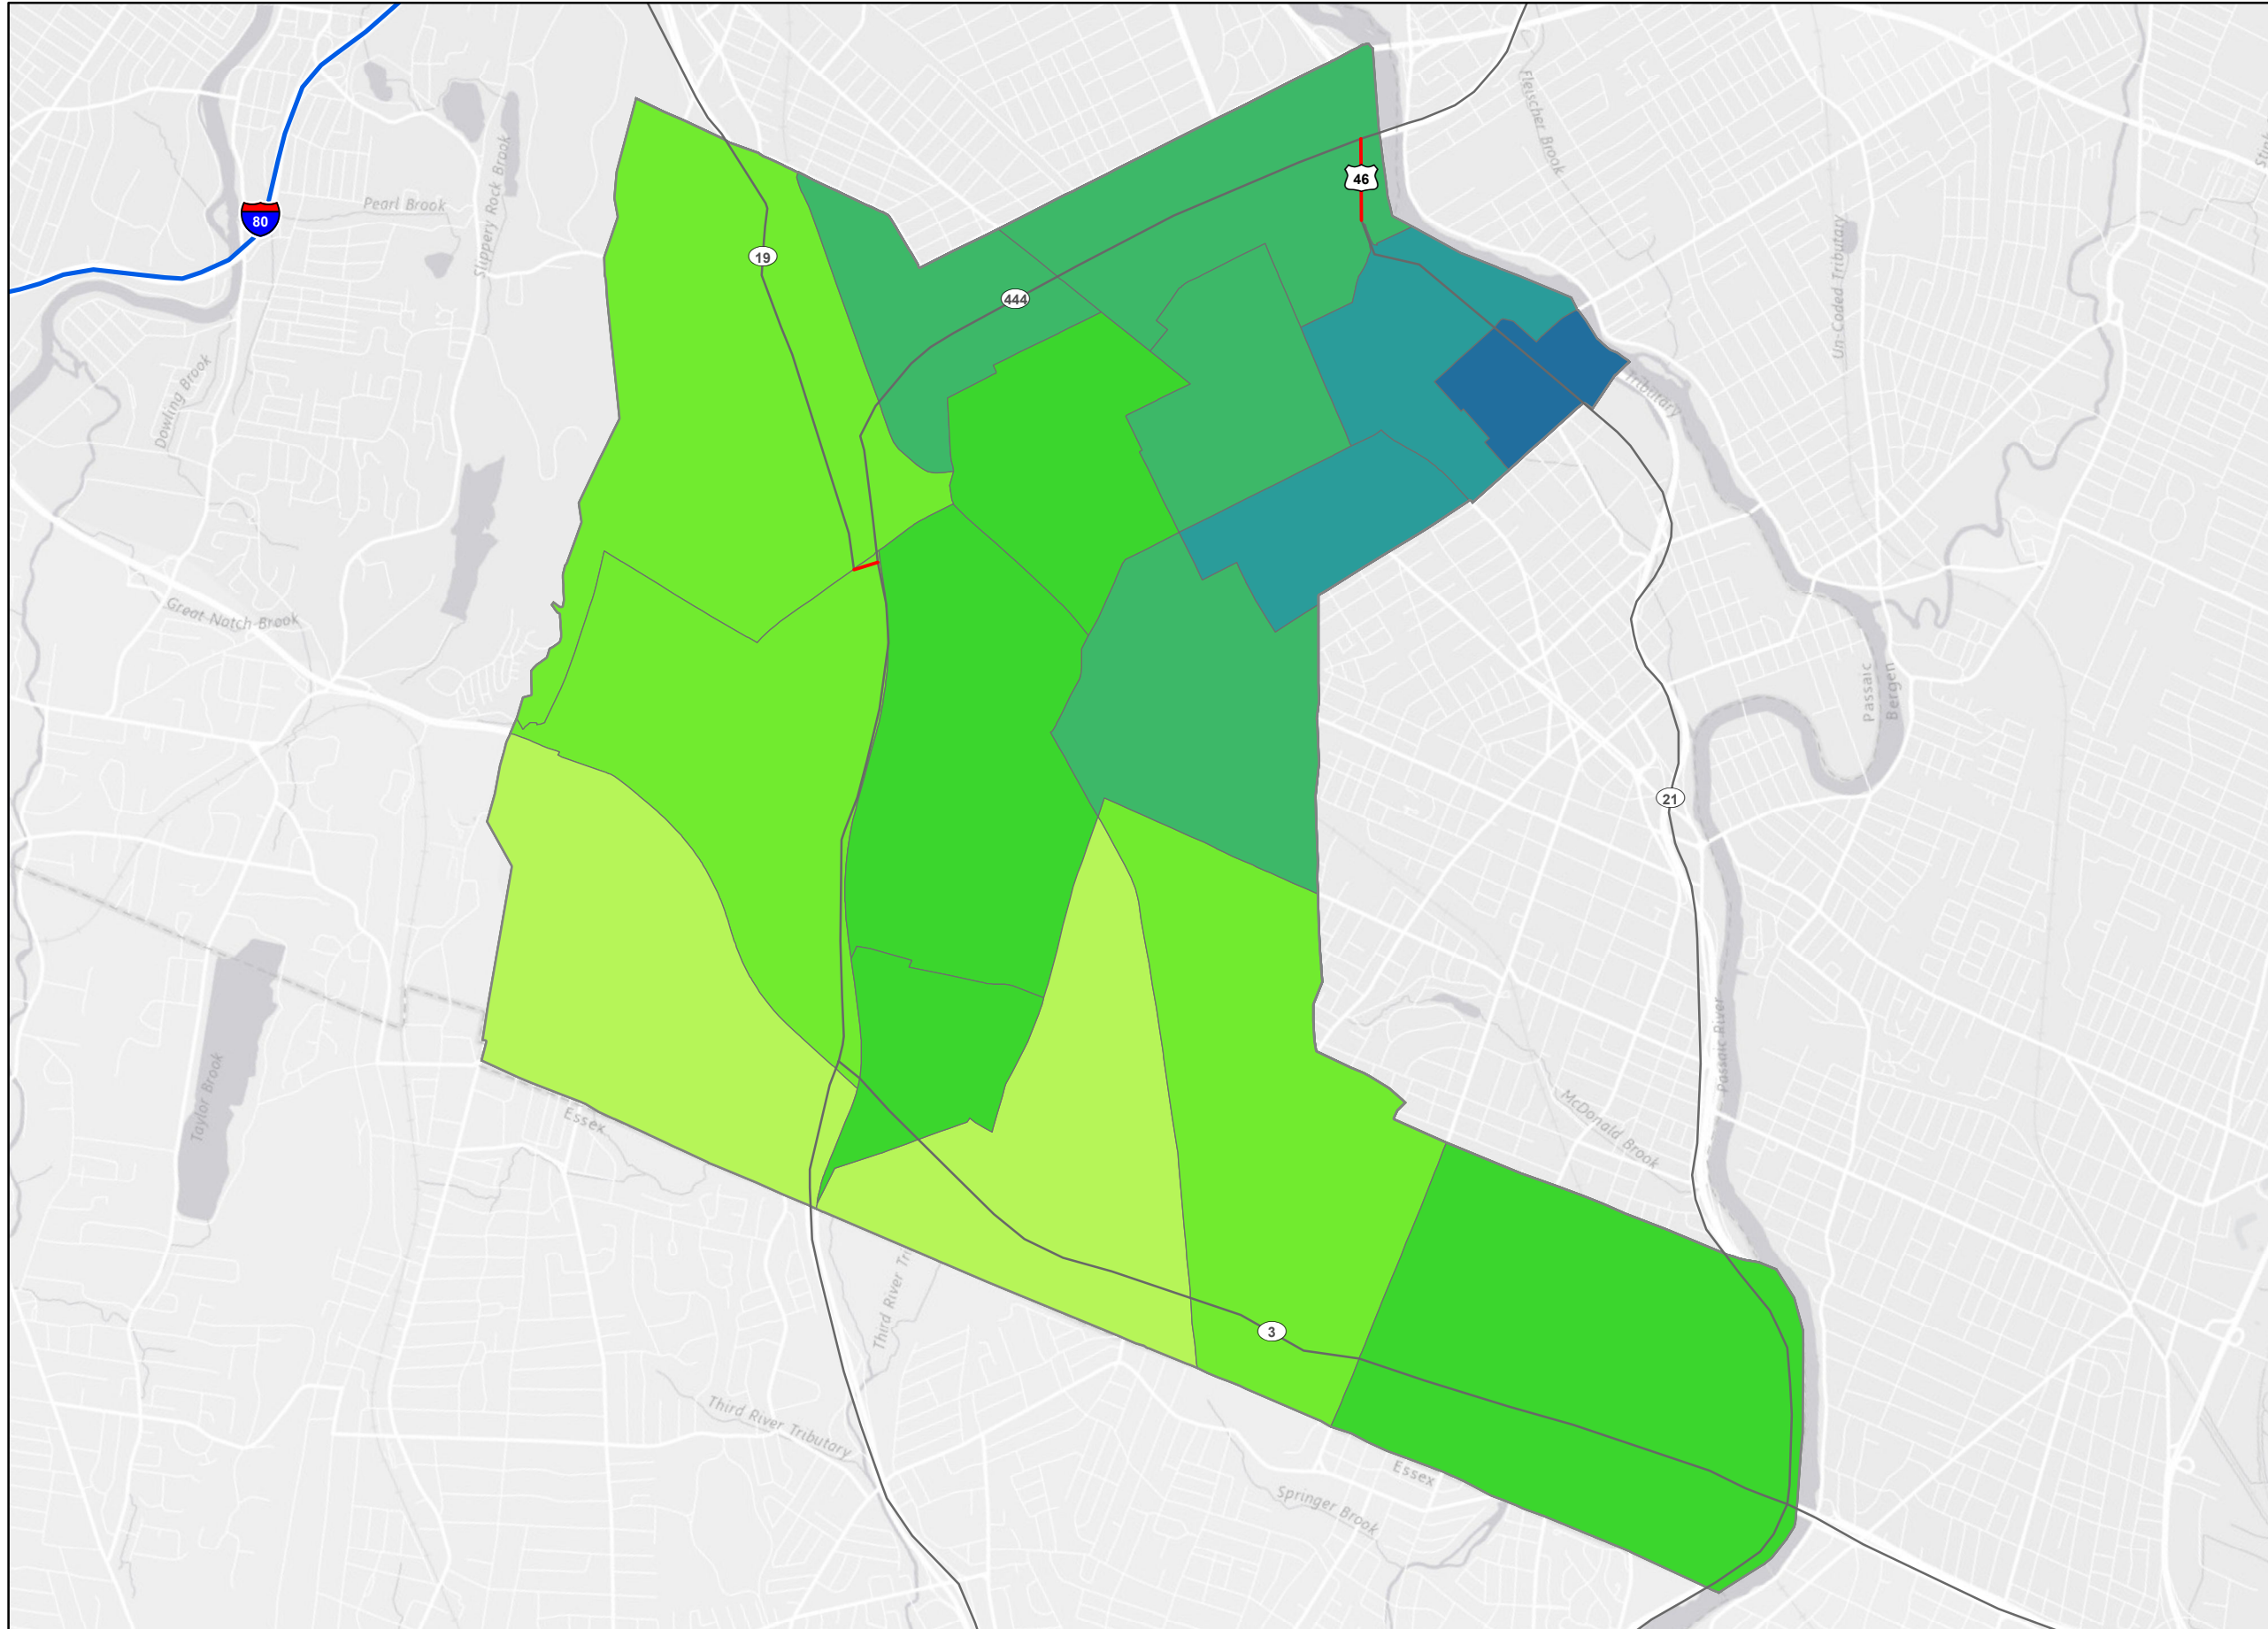 Fleischer Brook
46
Slippery Rock Brook
Pearl Brook
80
19
Un-Coded Tributary
444
Dowling Brook
Tributary
Great Notch Brook
Passaic
Bergen
21
Passaic River
Taylor Brook
Essex
McDonald Brook
Third River
3
Third River Tributary
Essex
Springer Brook